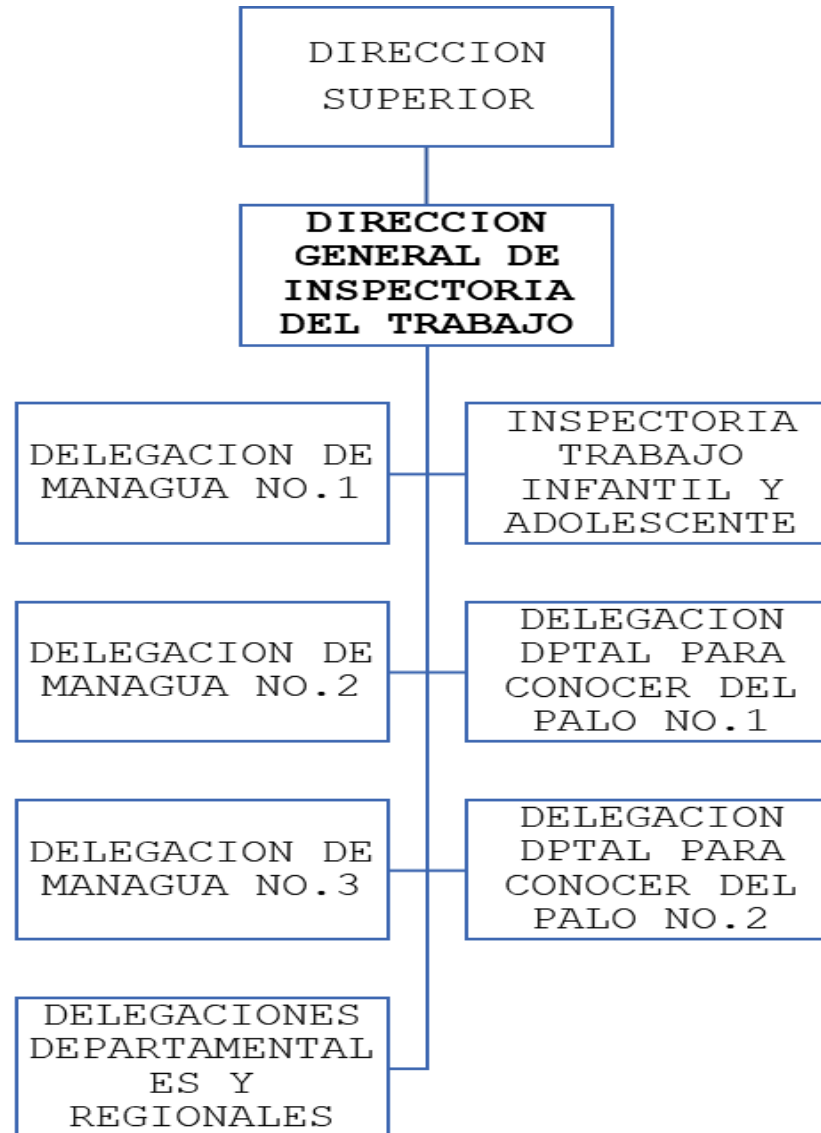 DIRECCION
SUPERIOR
DIRECCION
GENERAL DE
INSPECTORIA
DEL TRABAJO
DELEGACION DE
MANAGUA NO.1
INSPECTORIA
TRABAJO
INFANTIL Y
ADOLESCENTE
DELEGACION DE
MANAGUA NO.2
DELEGACION
DPTAL PARA
CONOCER DEL
PALO NO.1
DELEGACION DE
MANAGUA NO.3
DELEGACION
DPTAL PARA
CONOCER DEL
PALO NO.2
DELEGACIONES
DEPARTAMENTAL
ES Y
REGIONALES